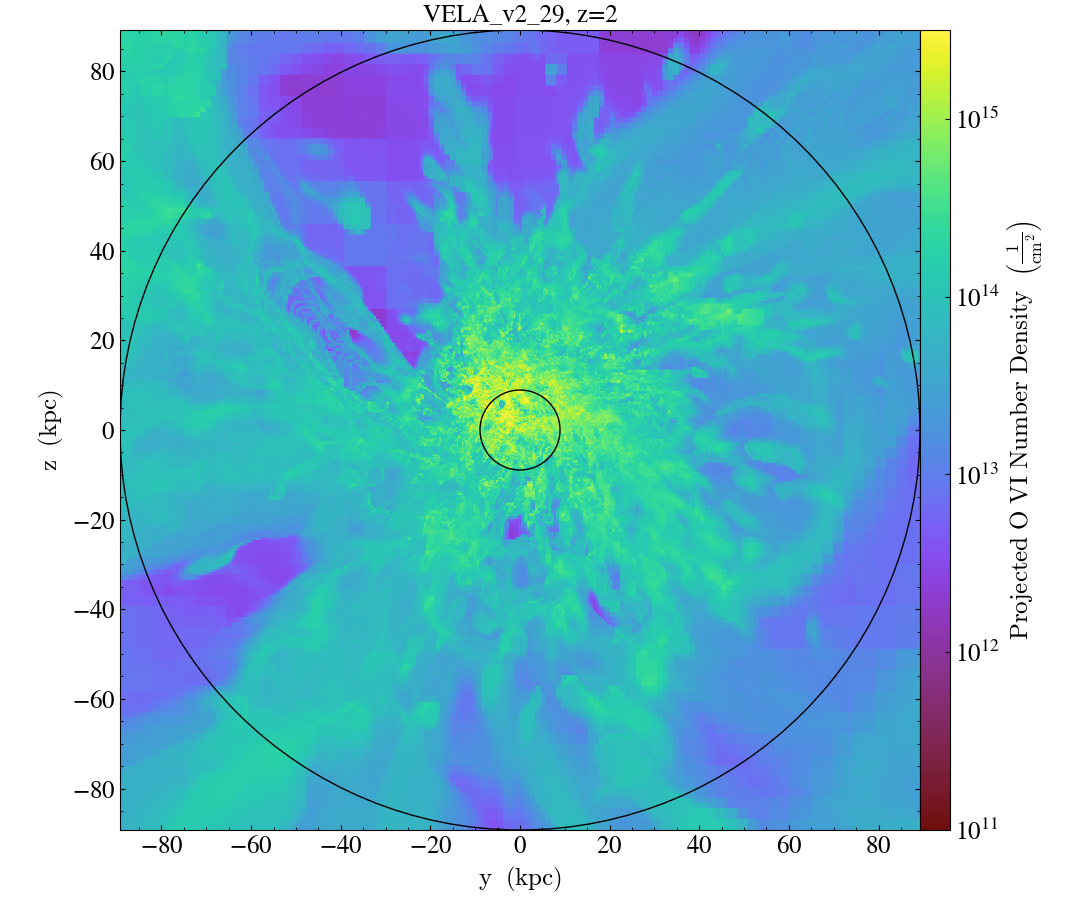 VELA_v2_29, z=2
80
60
40
20
0
−20
−40
−60
−80
z (kpc)
−80 −60 −40 −20 0 20 40 60 80
y (kpc)
10^15
10^14
10^13
10^12
10^11
Projected O VI Number Density (1/cm^2)